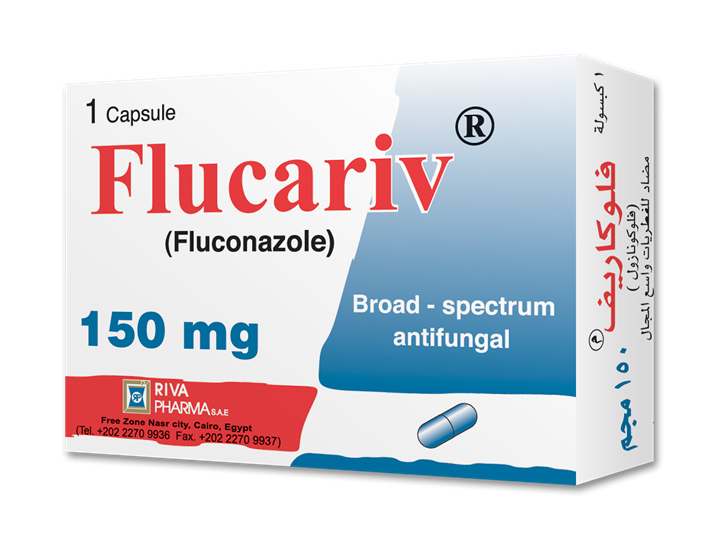 1 Capsule
Flucariv ®
(Fluconazole)
150 mg
Broad - spectrum
antifungal
RIVA
PHARMA S.A.E
Free Zone Nasr city, Cairo, Egypt
(Tel. +202 2270 9936 Fax. +202 2270 9937)
١ كبسولة
فلوكاريف
(فلوكونازول)
مضاد للفطريات واسع المجال
١٥٠ مجم